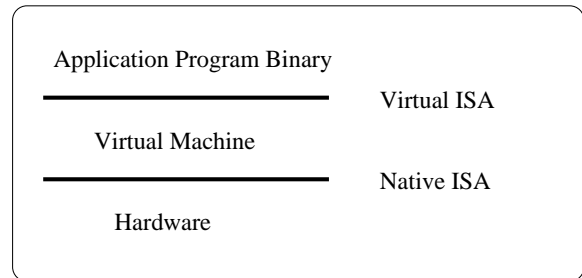 Application Program Binary
Virtual ISA
Virtual Machine
Native ISA
Hardware